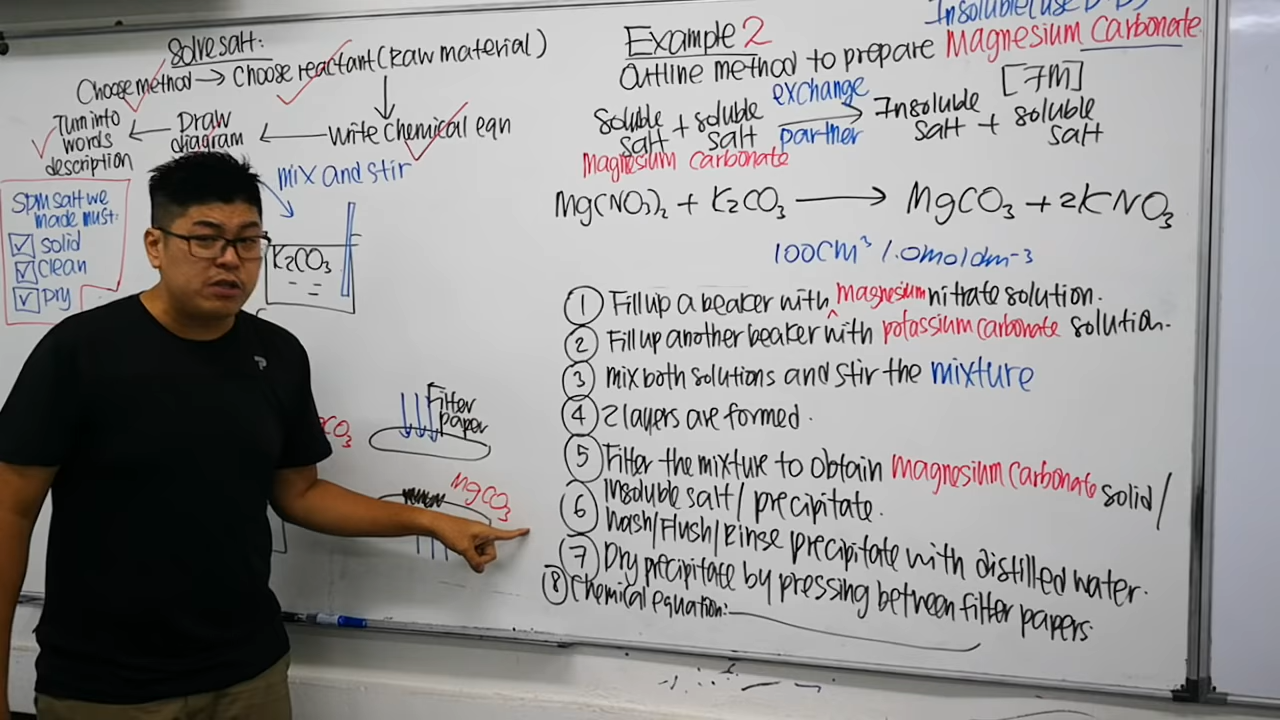 Solve salt:
Choose method → Choose reactant (Raw material)
Write Chemical eqn
Draw diagram
Turn into words description
SPM salt we
made must:
solid
clean
Dry
mix and stir
K2CO3
CO3
Filter
paper
MgCO3
Insoluble (use
Example 2
Outline method to prepare Magnesium Carbonate
[7M]
Soluble salt + soluble salt exchange partner → Insoluble salt + soluble salt
Magnesium carbonate
Mg(NO3)2 + K2CO3 → MgCO3 + 2KNO3
100cm³ 1.0moldm-3
① Fill up a beaker with magnesium nitrate solution.
② Fill up another beaker with potassium carbonate solution.
③ mix both solutions and stir the mixture
④ 2 layers are formed.
⑤ Filter the mixture to obtain magnesium carbonate solid/
insoluble salt/precipitate.
⑥ Wash/Flush/Rinse precipitate with distilled water.
⑦ Dry precipitate by pressing between filter papers
⑧ Chemical equation: